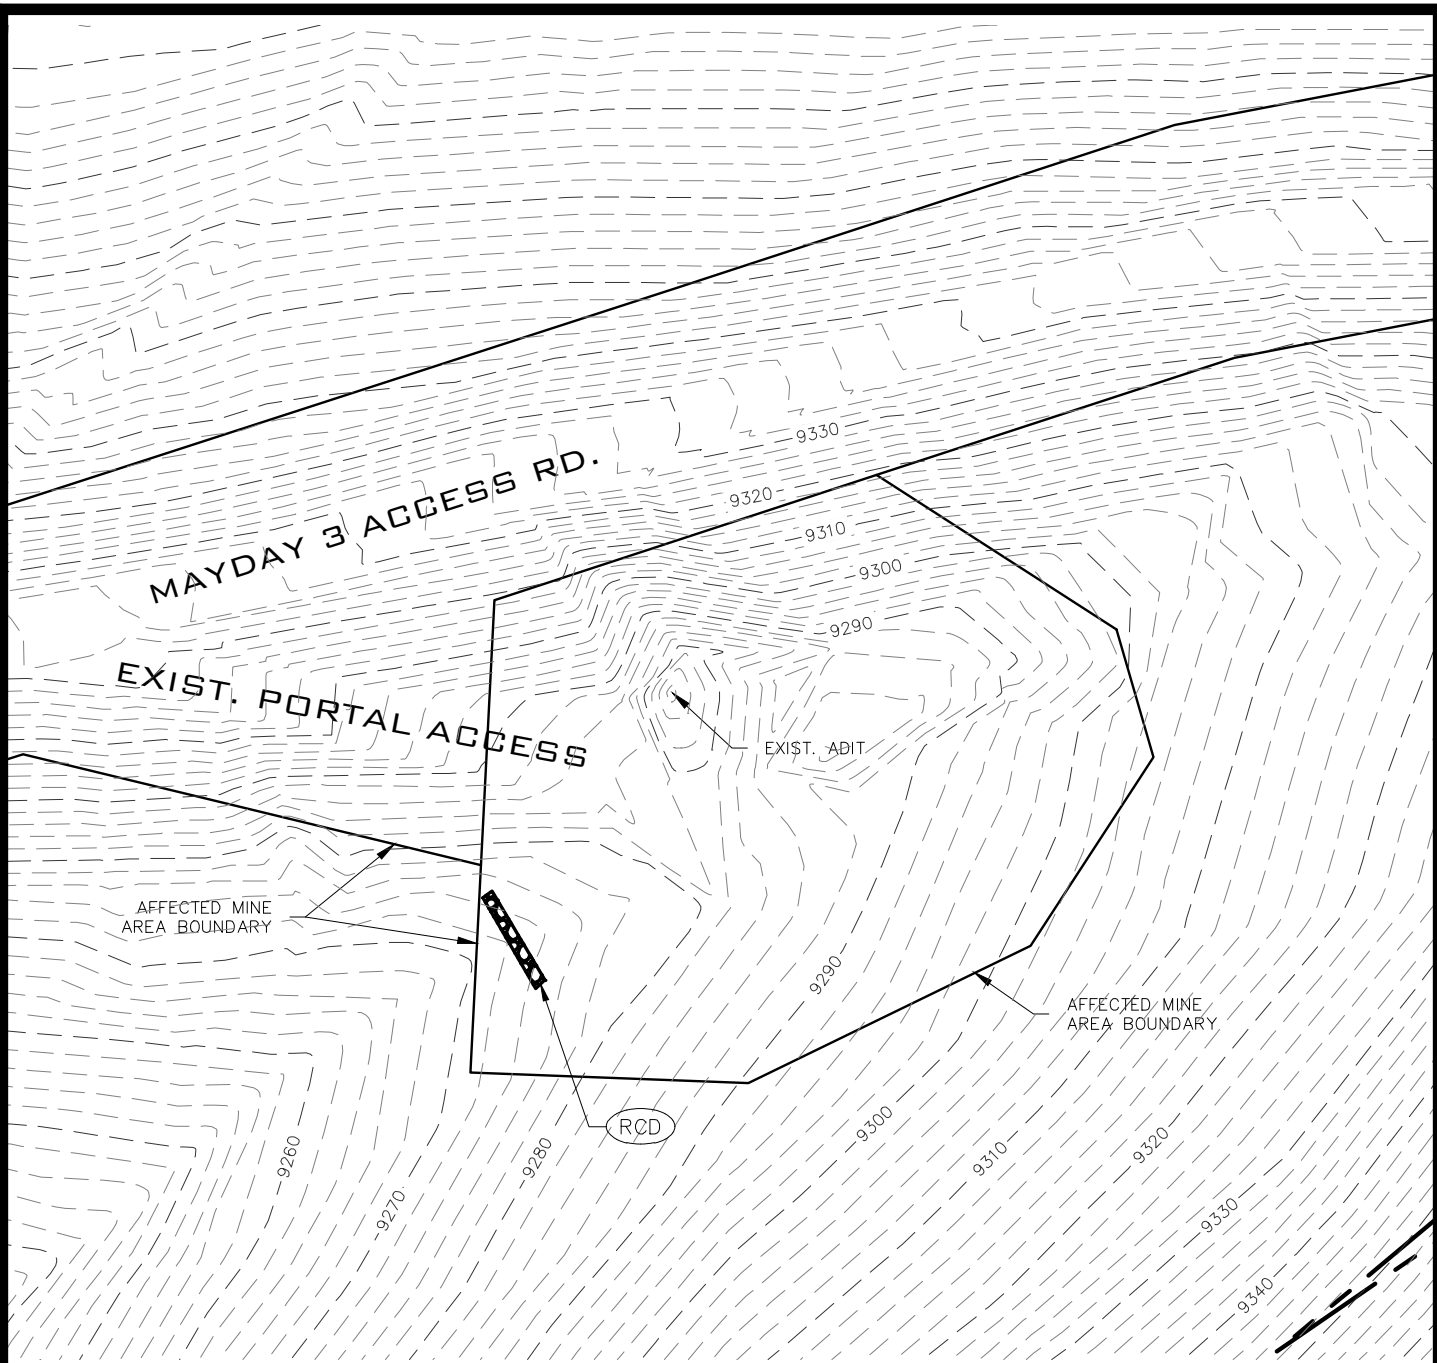 9330
MAYDAY 3 ACCESS RD.
9320
9310
9300
9290
EXIST. PORTAL ACCESS
EXIST. ADIT
AFFECTED MINE
AREA BOUNDARY
9290
AFFECTED MINE
AREA BOUNDARY
RCD
9260
9270
9280
9300
9310
9320
9330
9340